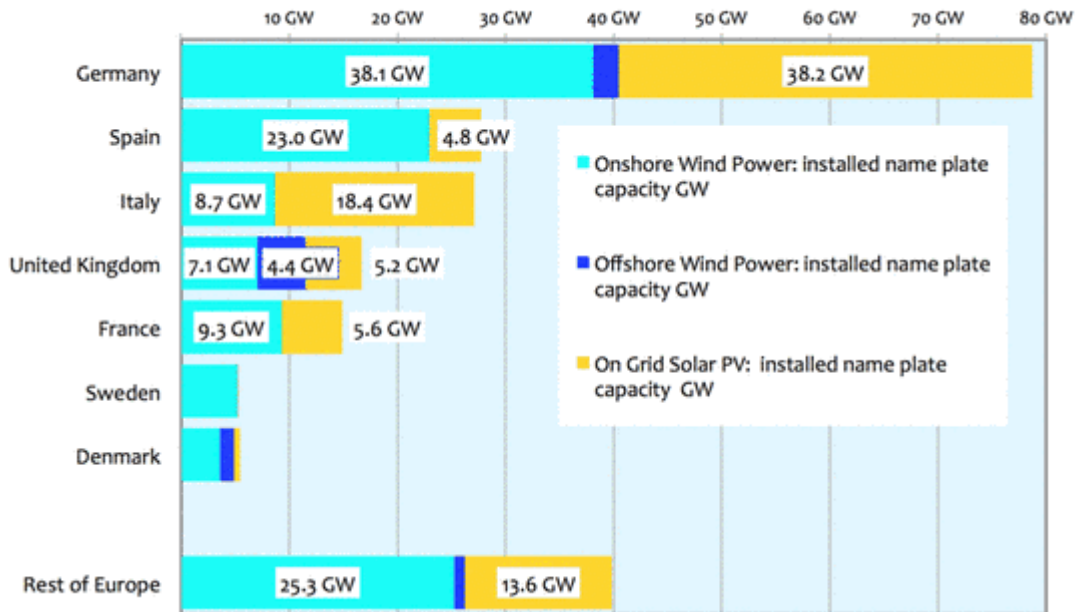 10 GW 20 GW 30 GW 40 GW 50 GW 60 GW 70 GW 80 GW
Germany 38.1 GW 38.2 GW
Spain 23.0 GW 4.8 GW
Italy 8.7 GW 18.4 GW
United Kingdom 7.1 GW 4.4 GW 5.2 GW
France 9.3 GW 5.6 GW
Sweden
Denmark
Rest of Europe 25.3 GW 13.6 GW
Onshore Wind Power: installed name plate
capacity GW
Offshore Wind Power: installed name plate
capacity GW
On Grid Solar PV: installed name plate
capacity GW